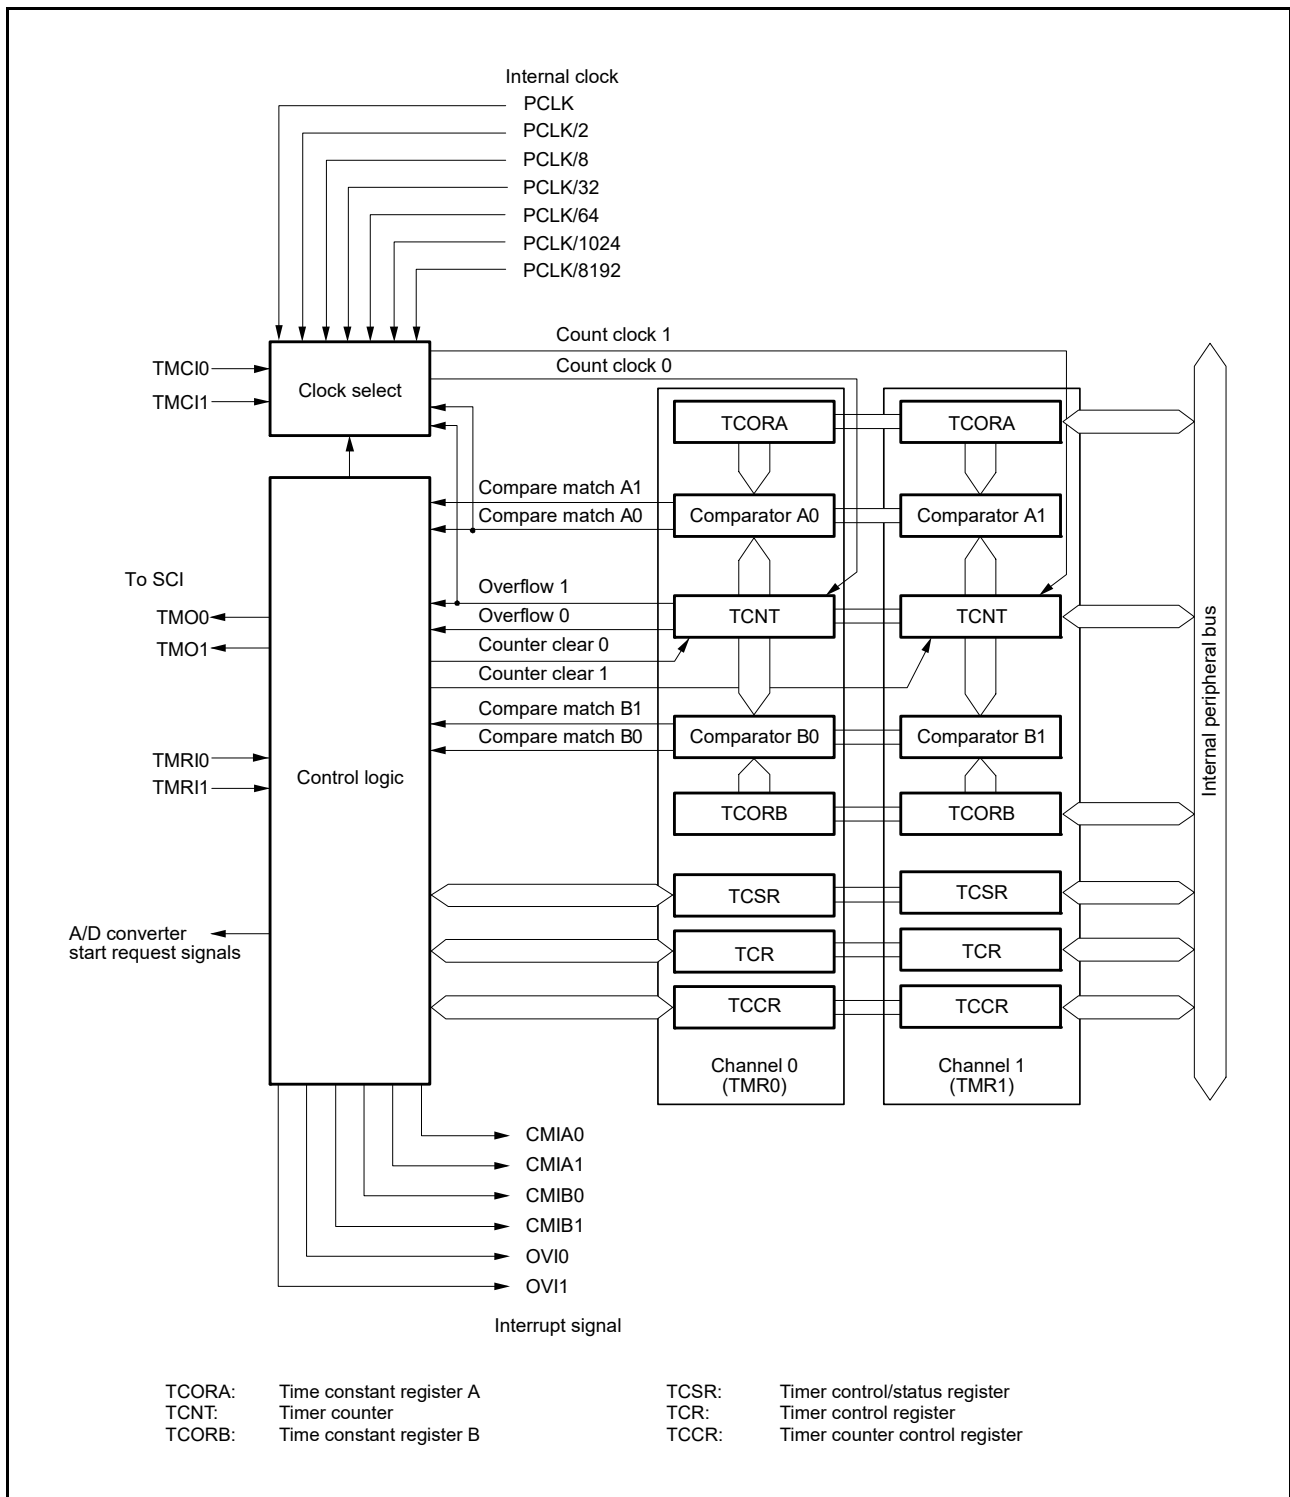 Internal clock
PCLK
PCLK/2
PCLK/8
PCLK/32
PCLK/64
PCLK/1024
PCLK/8192
Count clock 1
Count clock 0
TMCI0
TMCI1
Clock select
TCORA
TCORA
Compare match A1
Compare match A0
Comparator A0
Comparator A1
To SCI
TMO0
TMO1
Overflow 1
Overflow 0
Counter clear 0
Counter clear 1
TCNT
TCNT
Internal peripheral bus
Compare match B1
Compare match B0
Comparator B0
Comparator B1
TMRI0
TMRI1
Control logic
TCORB
TCORB
TCSR
TCSR
A/D converter
start request signals
TCR
TCR
TCCR
TCCR
Channel 0
(TMR0)
Channel 1
(TMR1)
CMIA0
CMIA1
CMIB0
CMIB1
OVI0
OVI1
Interrupt signal
TCORA: Time constant register A
TCNT: Timer counter
TCORB: Time constant register B
TCSR: Timer control/status register
TCR: Timer control register
TCCR: Timer counter control register